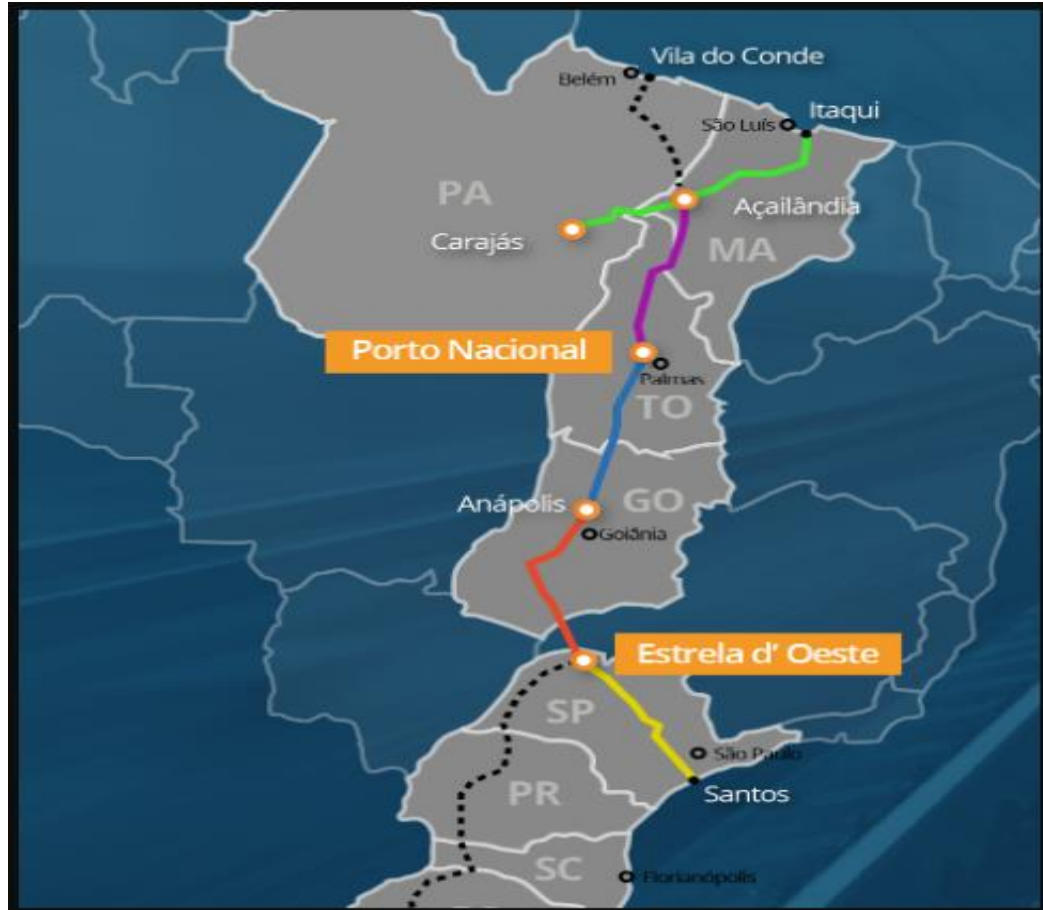 Vila do Conde
Belém
Itaqui
São Luís
PA
Açailândia
Carajás
MA
Porto Nacional
Palmas
TO
Anápolis
GO
Goiânia
Estrela d' Oeste
SP
São Paulo
Santos
PR
SC
Florianópolis